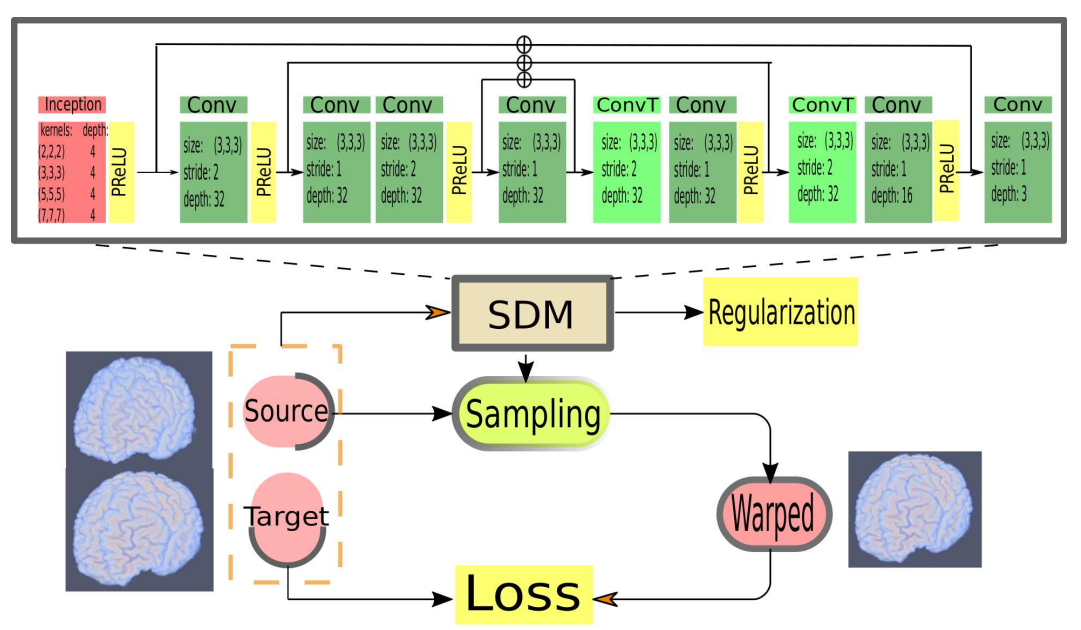 Inception
kernels: depth:
(2,2,2) 4
(3,3,3) 4
(5,5,5) 4
(7,7,7) 4
PReLU
Conv
size: (3,3,3)
stride: 2
depth: 32
PReLU
Conv
size: (3,3,3)
stride: 1
depth: 32
Conv
size: (3,3,3)
stride: 2
depth: 32
PReLU
Conv
size: (3,3,3)
stride: 1
depth: 32
ConvT
size: (3,3,3)
stride: 2
depth: 32
Conv
size: (3,3,3)
stride: 1
depth: 32
PReLU
ConvT
size: (3,3,3)
stride: 2
depth: 32
Conv
size: (3,3,3)
stride: 1
depth: 16
PReLU
Conv
size: (3,3,3)
stride: 1
depth: 3
SDM
Regularization
Source
Sampling
Target
Warped
Loss